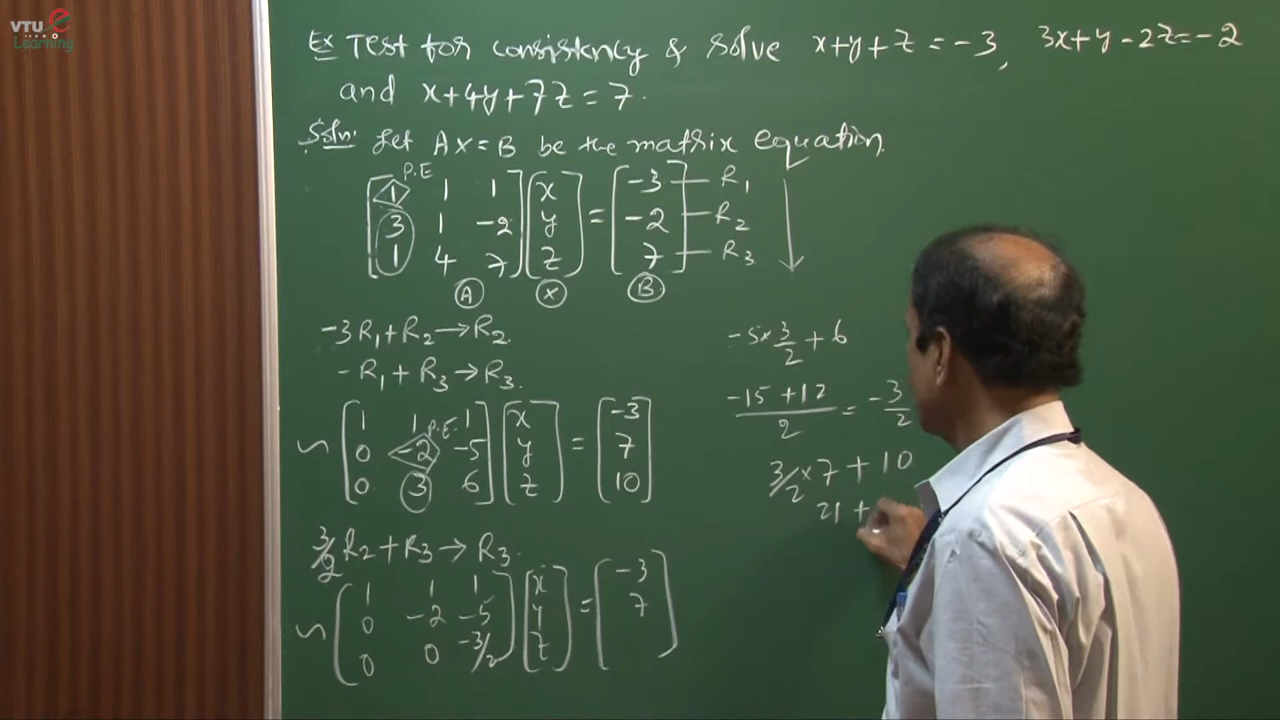 VTU e
Learning
Ex Test for consistency & solve x+y+z = -3, 3x+y-2z=-2
and x+4y+7z = 7.
Soln: Let AX=B be the matrix equation.
P.E
[1 1 1] [x] = [-3] — R1
[3 1 -2] [y] = [-2] — R2
[1 4 7] [z] = [7] — R3
A X B
-3R1+R2→R2.
-R1+R3→R3.
~ [1 1 1] [x] = [-3]
P.E.
[0 -2 -5] [y] = [7]
[0 3 6] [z] = [10]
3/2 R2+R3→R3.
~ [1 1 1] [x] = [-3]
[0 -2 -5] [y] = [7]
[0 0 -3/2] [z]
-5×3/2+6
(-15+12)/2 = -3/2
3/2×7+10
21+